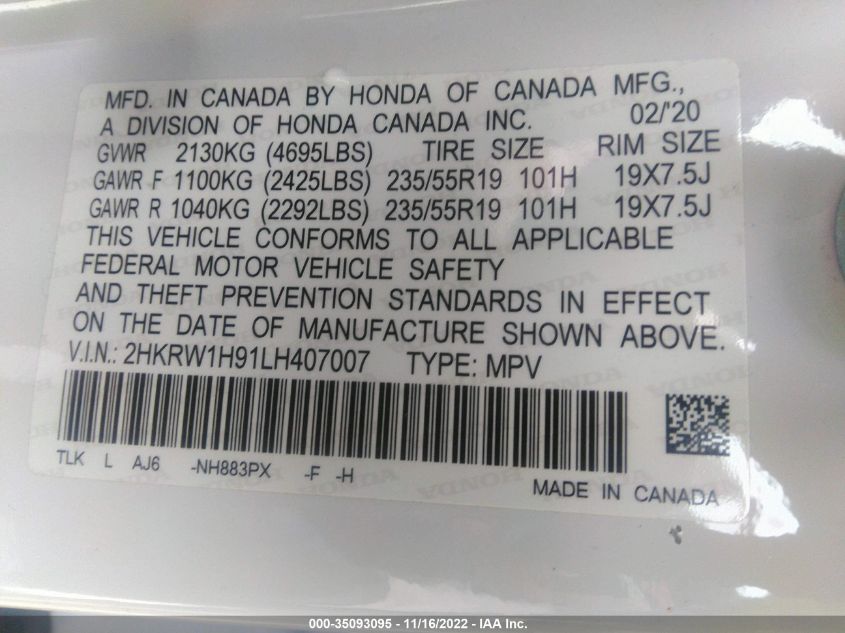 MFD. IN CANADA BY HONDA OF CANADA MFG.,
A DIVISION OF HONDA CANADA INC. 02/'20
GVWR 2130KG (4695LBS) TIRE SIZE RIM SIZE
GAWR F 1100KG (2425LBS) 235/55R19 101H 19X7.5J
GAWR R 1040KG (2292LBS) 235/55R19 101H 19X7.5J
THIS VEHICLE CONFORMS TO ALL APPLICABLE
FEDERAL MOTOR VEHICLE SAFETY
AND THEFT PREVENTION STANDARDS IN EFFECT
ON THE DATE OF MANUFACTURE SHOWN ABOVE.
V.I.N.: 2HKRW1H91LH407007 TYPE: MPV
TLK L AJ6 -NH883PX -F -H
MADE IN CANADA
000-35093095 - 11/16/2022 - IAA Inc.